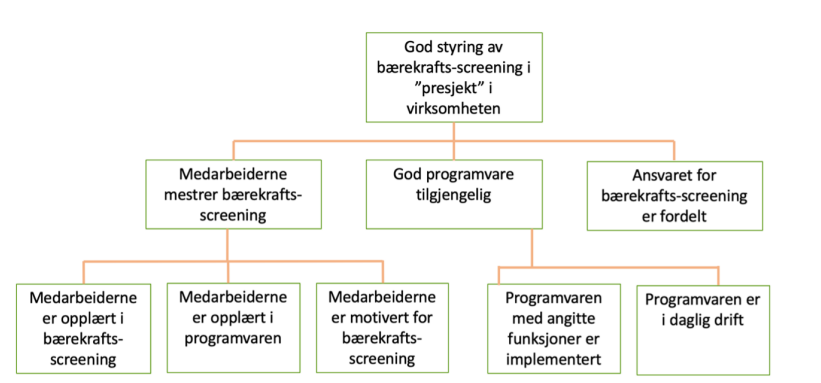 God styring av
bærekrafts-screening i
”presjekt” i
virksomheten
Medarbeiderne
mestrer bærekrafts-
screening
God programvare
tilgjengelig
Ansvaret for
bærekrafts-screening
er fordelt
Medarbeiderne
er opplært i
bærekrafts-
screening
Medarbeiderne
er opplært i
programvaren
Medarbeiderne
er motivert for
bærekrafts-
screening
Programvaren
med angitte
funksjoner er
implementert
Programvaren er
i daglig drift